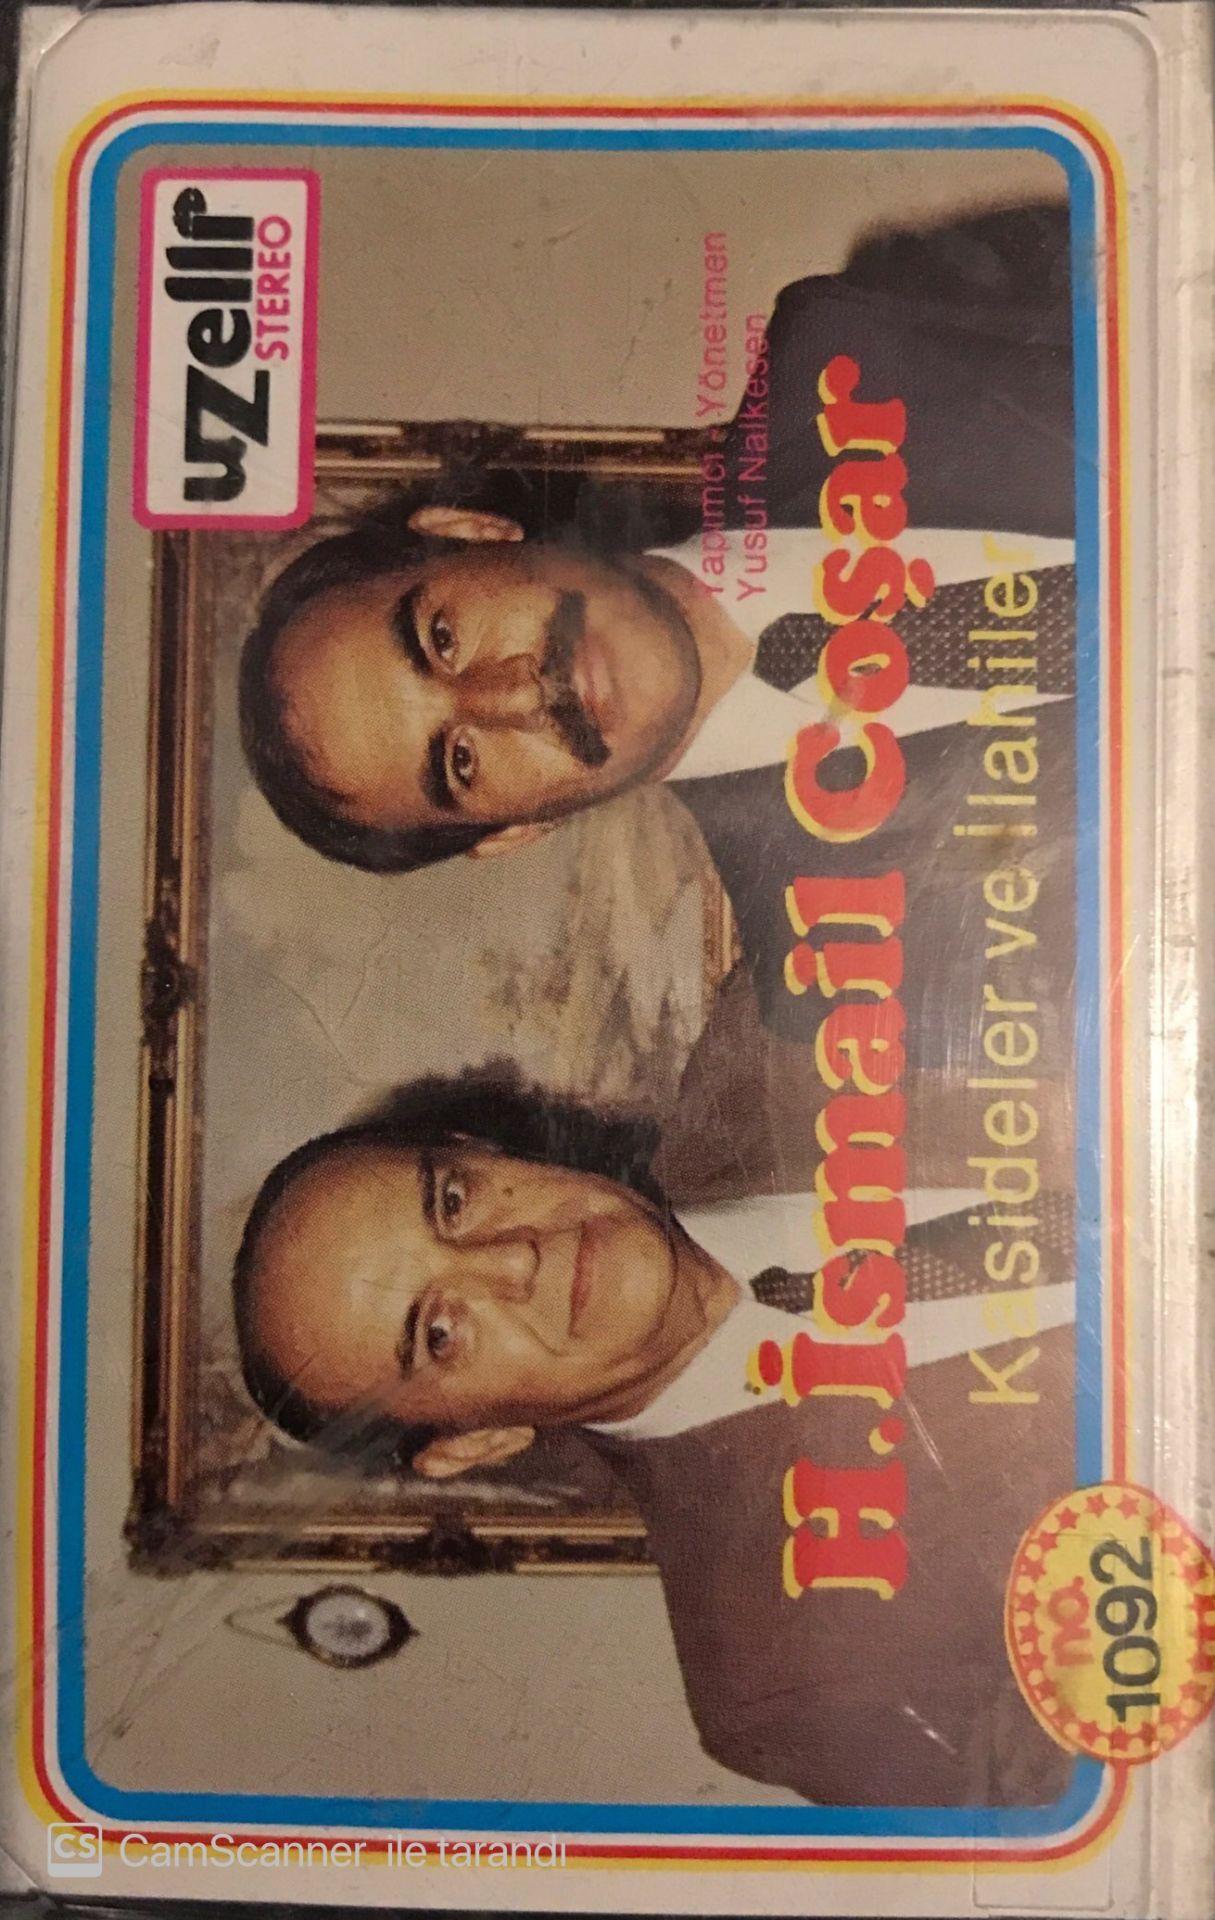 uzelli
STEREO
Yapımcı - Yönetmen
Yusuf Nalkesen
H.İsmail Coşar
Kasideler ve İlahiler
no.
1092
CS CamScanner ile tarandı